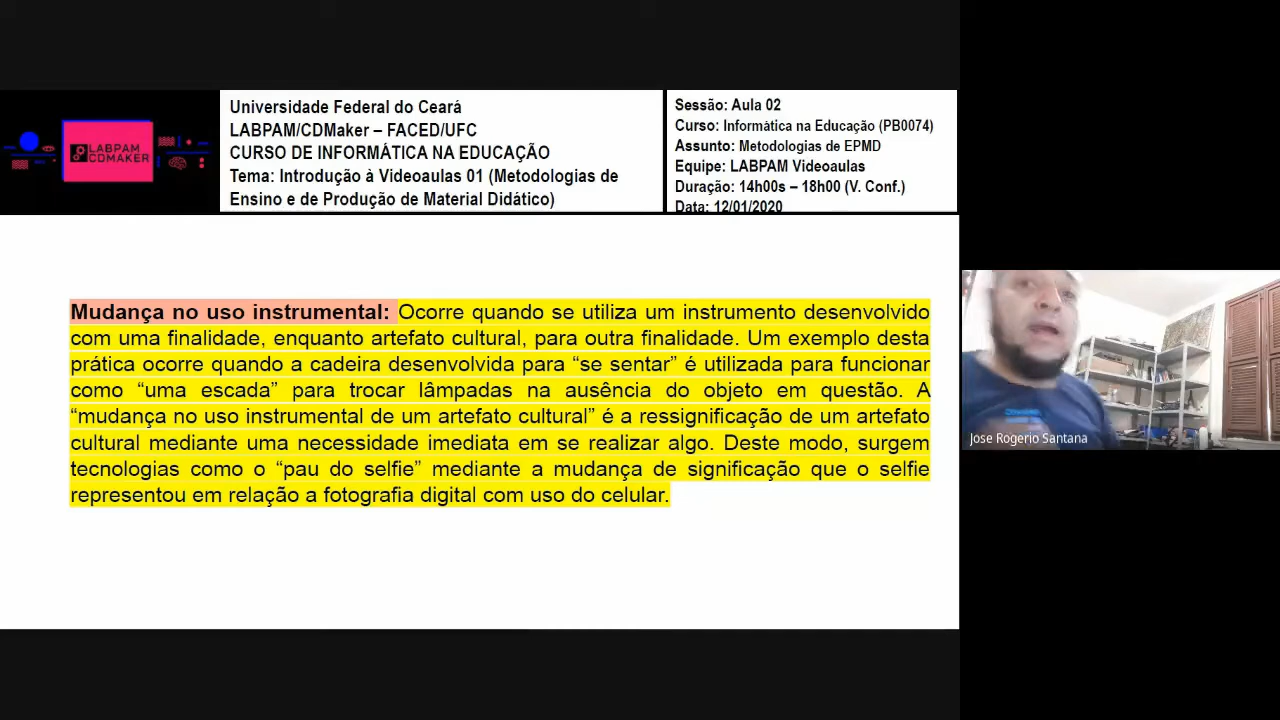 LABPAM
CDMAKER
Universidade Federal do Ceará
LABPAM/CDMaker – FACED/UFC
CURSO DE INFORMÁTICA NA EDUCAÇÃO
Tema: Introdução à Videoaulas 01 (Metodologias de
Ensino e de Produção de Material Didático)
Sessão: Aula 02
Curso: Informática na Educação (PB0074)
Assunto: Metodologias de EPMD
Equipe: LABPAM Videoaulas
Duração: 14h00s – 18h00 (V. Conf.)
Data: 12/01/2020
Mudança no uso instrumental: Ocorre quando se utiliza um instrumento desenvolvido
com uma finalidade, enquanto artefato cultural, para outra finalidade. Um exemplo desta
prática ocorre quando a cadeira desenvolvida para “se sentar” é utilizada para funcionar
como “uma escada” para trocar lâmpadas na ausência do objeto em questão. A
“mudança no uso instrumental de um artefato cultural” é a ressignificação de um artefato
cultural mediante uma necessidade imediata em se realizar algo. Deste modo, surgem
tecnologias como o “pau do selfie” mediante a mudança de significação que o selfie
representou em relação a fotografia digital com uso do celular.
Jose Rogerio Santana